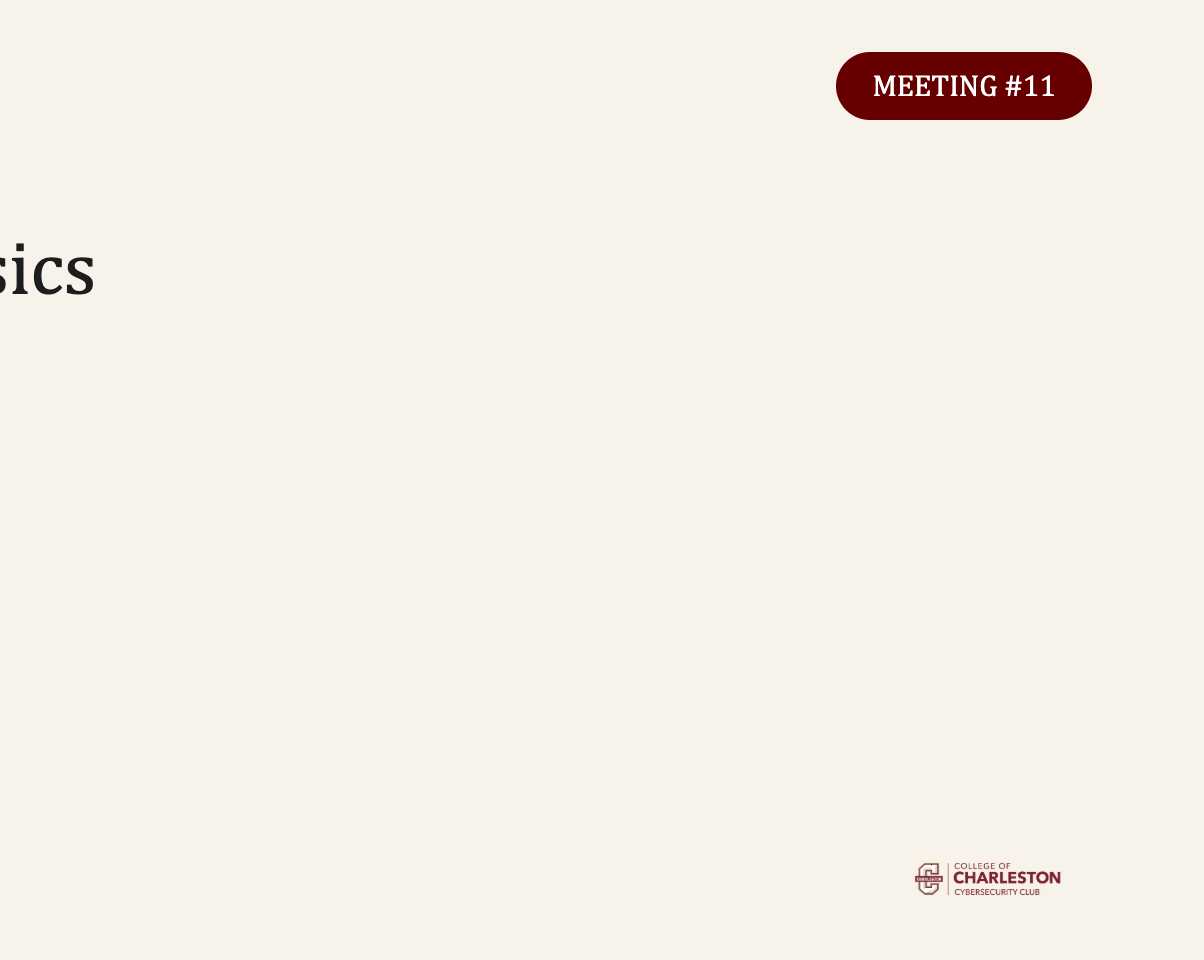 MEETING #11
sics
COLLEGE OF
CHARLESTON
CYBERSECURITY CLUB